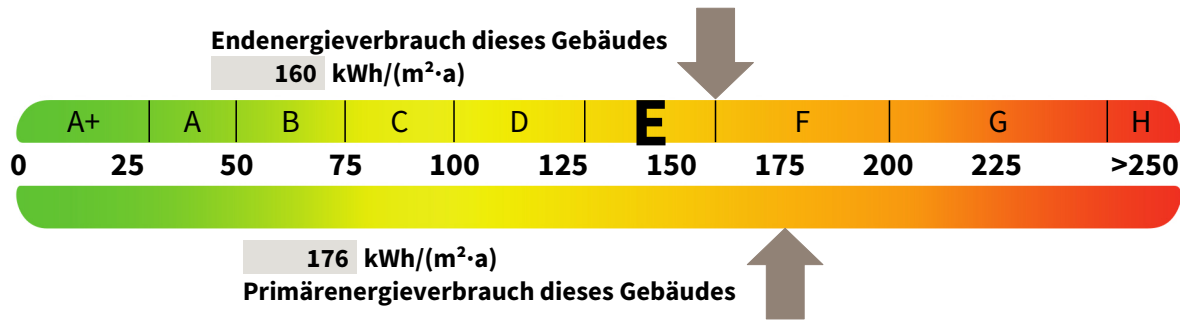 Endenergieverbrauch dieses Gebäudes
160 kWh/(m²·a)
A+ A B C D E F G H
0 25 50 75 100 125 150 175 200 225 >250
176 kWh/(m²·a)
Primärenergieverbrauch dieses Gebäudes